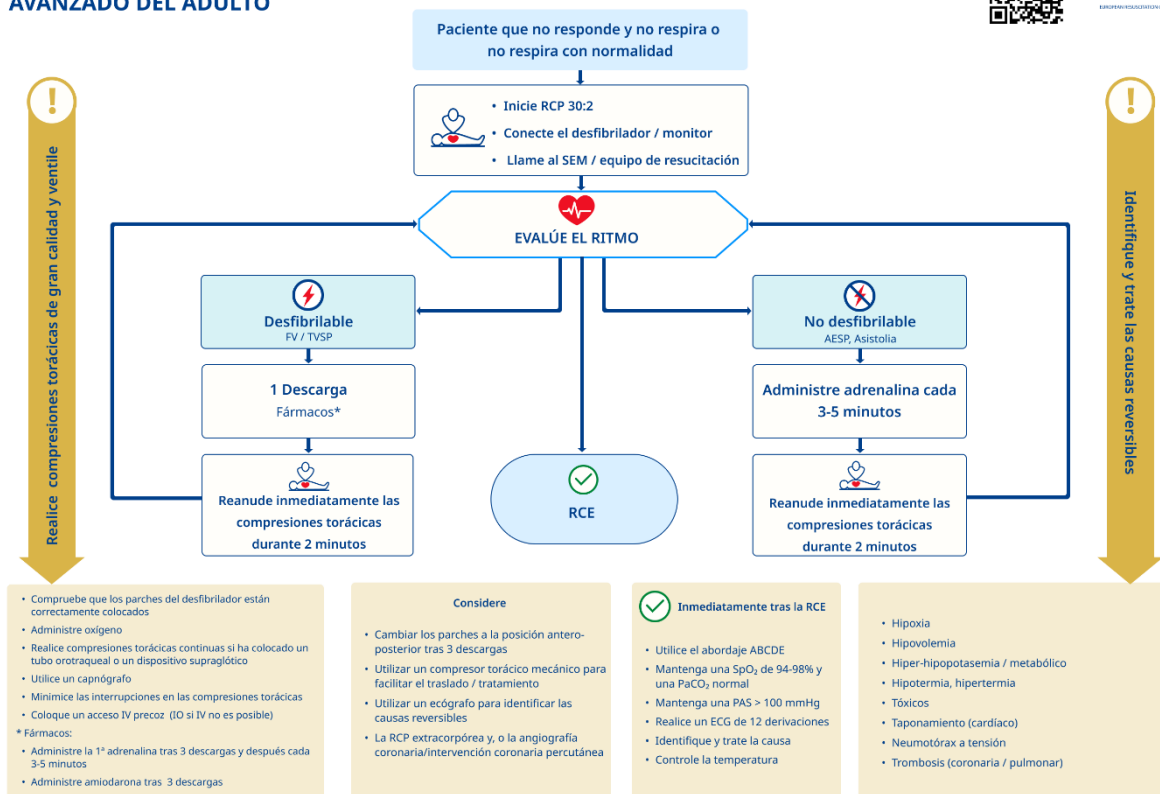 AVANZADO DEL ADULTO
EUROPEAN RESUSCITATION
Paciente que no responde y no respira o
no respira con normalidad
• Inicie RCP 30:2
• Conecte el desfibrilador / monitor
• Llame al SEM / equipo de resucitación
EVALÚE EL RITMO
!
Realice compresiones torácicas de gran calidad y ventile
!
Identifique y trate las causas reversibles
Desfibrilable
FV / TVSP
1 Descarga
Fármacos*
Reanude inmediatamente las
compresiones torácicas
durante 2 minutos
RCE
No desfibrilable
AESP, Asistolia
Administre adrenalina cada
3-5 minutos
Reanude inmediatamente las
compresiones torácicas
durante 2 minutos
• Compruebe que los parches del desfibrilador están
correctamente colocados
• Administre oxígeno
• Realice compresiones torácicas continuas si ha colocado un
tubo orotraqueal o un dispositivo supraglótico
• Utilice un capnógrafo
• Minimice las interrupciones en las compresiones torácicas
• Coloque un acceso IV precoz (IO si IV no es posible)
* Fármacos:
• Administre la 1ª adrenalina tras 3 descargas y después cada
3-5 minutos
• Administre amiodarona tras 3 descargas
Considere
• Cambiar los parches a la posición antero-
posterior tras 3 descargas
• Utilizar un compresor torácico mecánico para
facilitar el traslado / tratamiento
• Utilizar un ecógrafo para identificar las
causas reversibles
• La RCP extracorpórea y, o la angiografía
coronaria/intervención coronaria percutánea
Inmediatamente tras la RCE
• Utilice el abordaje ABCDE
• Mantenga una SpO₂ de 94-98% y
una PaCO₂ normal
• Mantenga una PAS > 100 mmHg
• Realice un ECG de 12 derivaciones
• Identifique y trate la causa
• Controle la temperatura
• Hipoxia
• Hipovolemia
• Hiper-hipopotasemia / metabólico
• Hipotermia, hipertermia
• Tóxicos
• Taponamiento (cardíaco)
• Neumotórax a tensión
• Trombosis (coronaria / pulmonar)